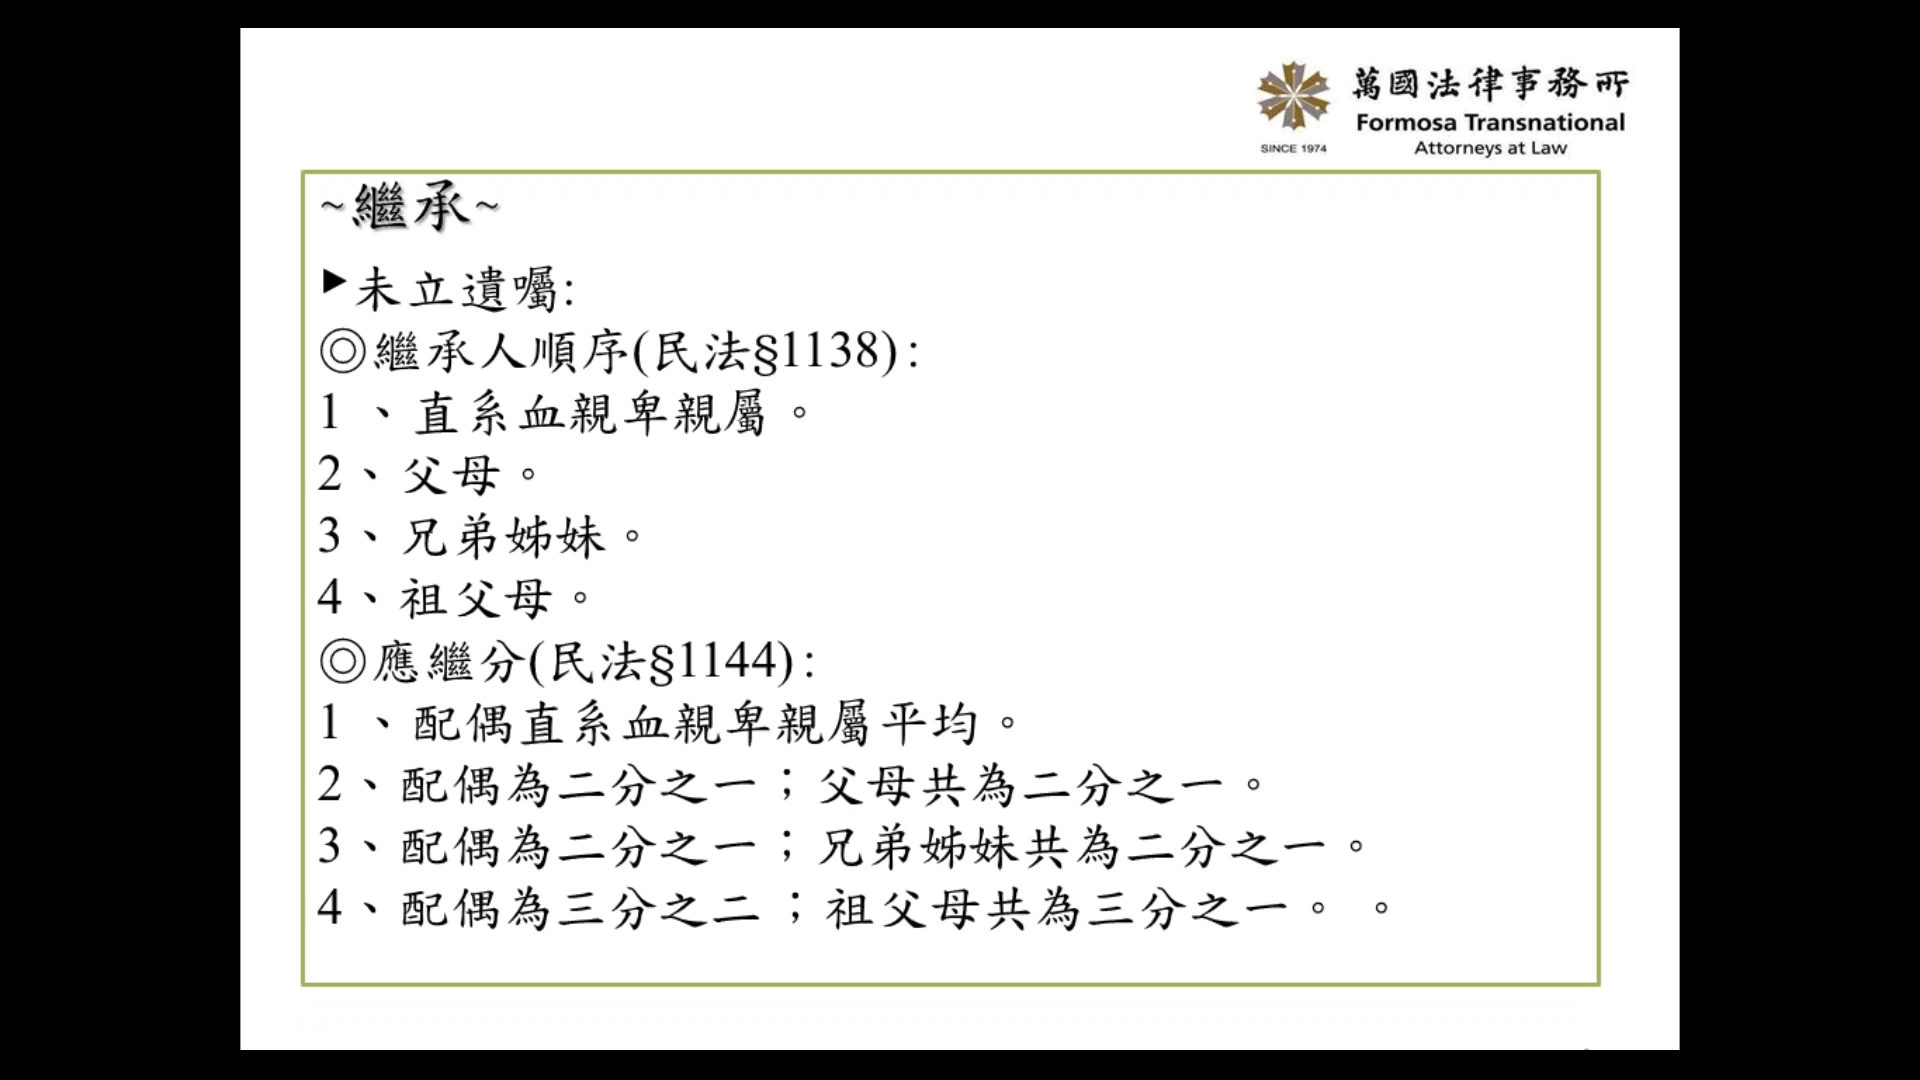 萬國法律事務所
Formosa Transnational
Attorneys at Law
SINCE 1974
~繼承~
▶未立遺囑:
◎繼承人順序(民法§1138):
1、直系血親卑親屬。
2、父母。
3、兄弟姊妹。
4、祖父母。
◎應繼分(民法§1144):
1、配偶直系血親卑親屬平均。
2、配偶為二分之一；父母共為二分之一。
3、配偶為二分之一；兄弟姊妹共為二分之一。
4、配偶為三分之二；祖父母共為三分之一。。